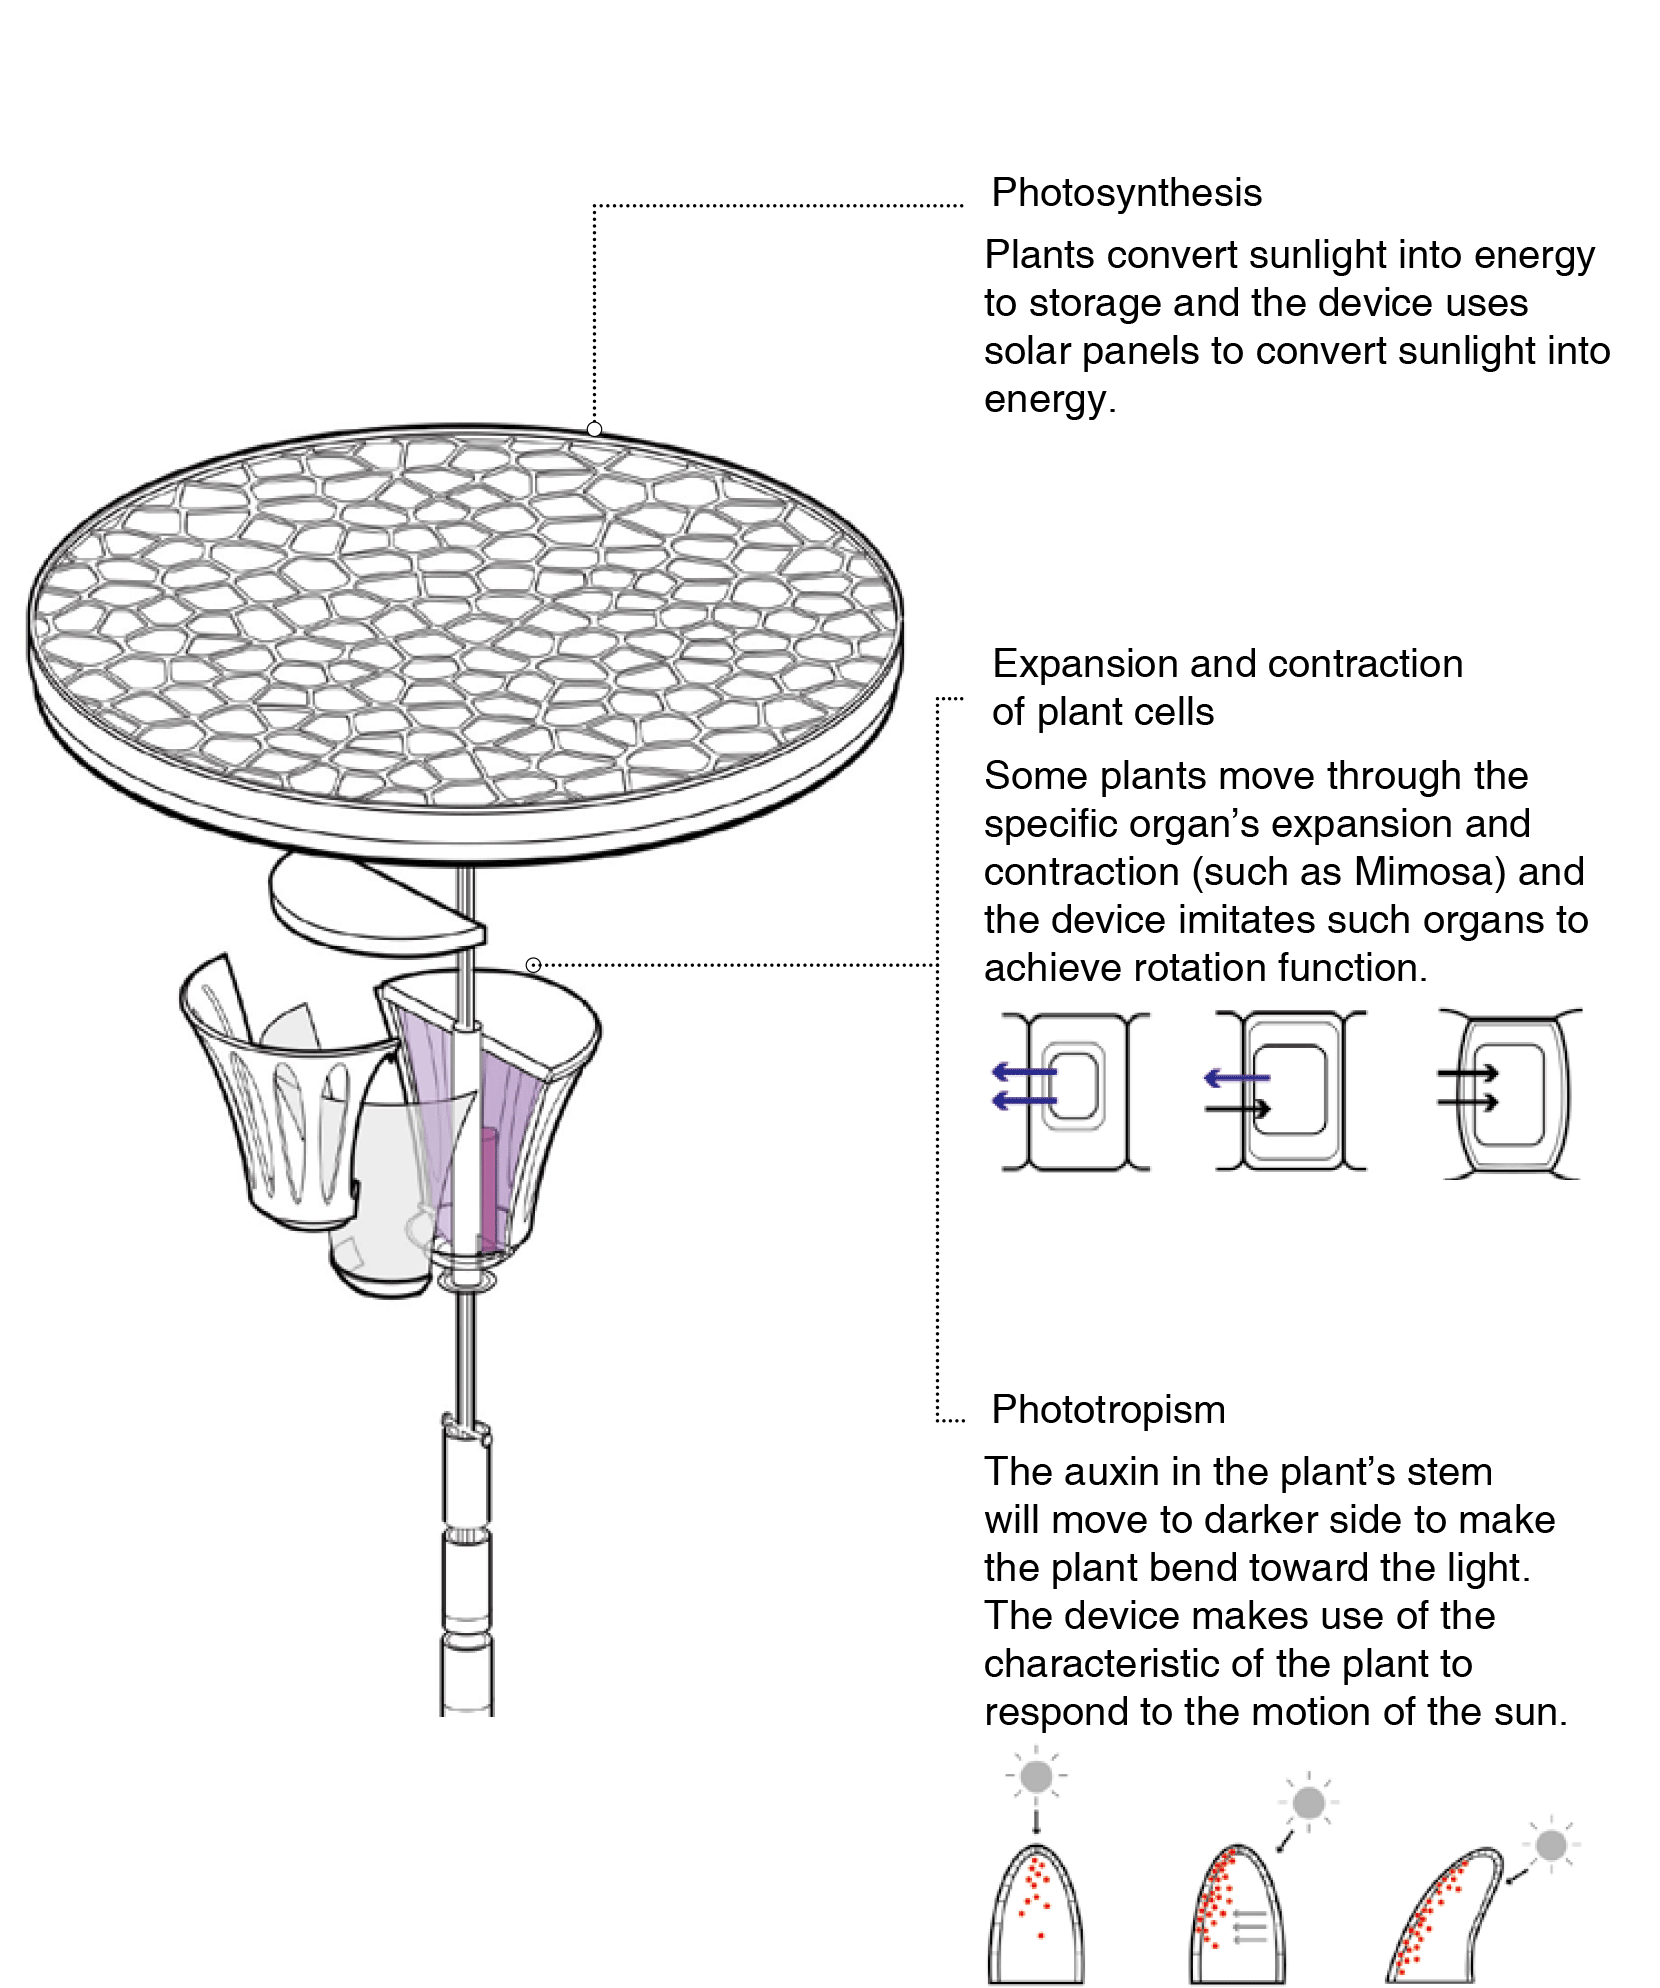 Photosynthesis
Plants convert sunlight into energy
to storage and the device uses
solar panels to convert sunlight into
energy.
Expansion and contraction
of plant cells
Some plants move through the
specific organ’s expansion and
contraction (such as Mimosa) and
the device imitates such organs to
achieve rotation function.
Phototropism
The auxin in the plant’s stem
will move to darker side to make
the plant bend toward the light.
The device makes use of the
characteristic of the plant to
respond to the motion of the sun.